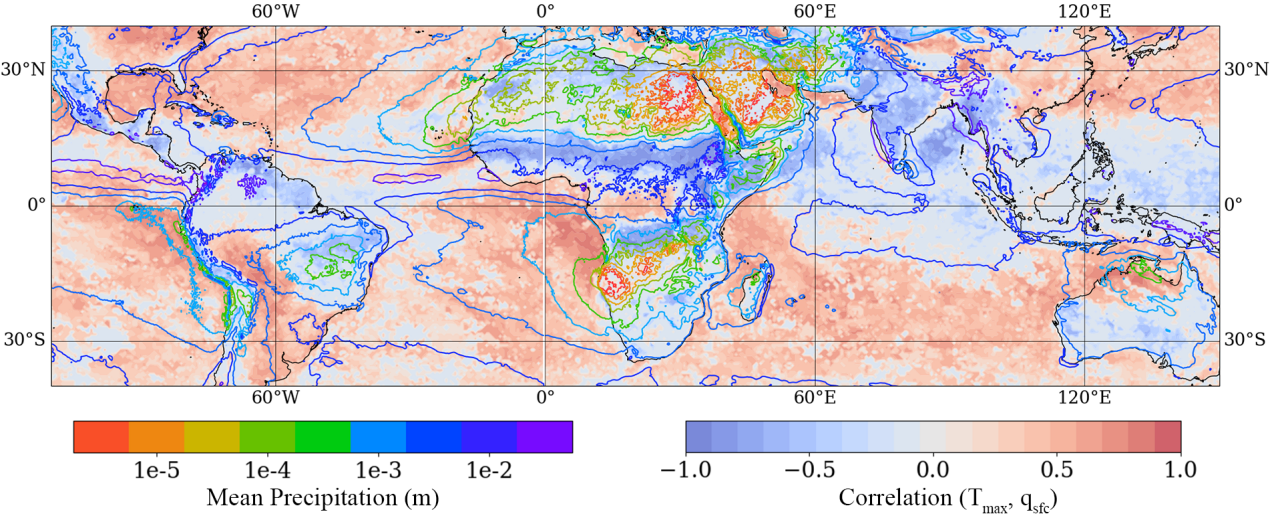 60°W 0° 60°E 120°E
30°N 30°N
0° 0°
30°S 30°S
60°W 0° 60°E 120°E
1e-5 1e-4 1e-3 1e-2 −1.0 −0.5 0.0 0.5 1.0
Mean Precipitation (m) Correlation (Tmax, qsfc)